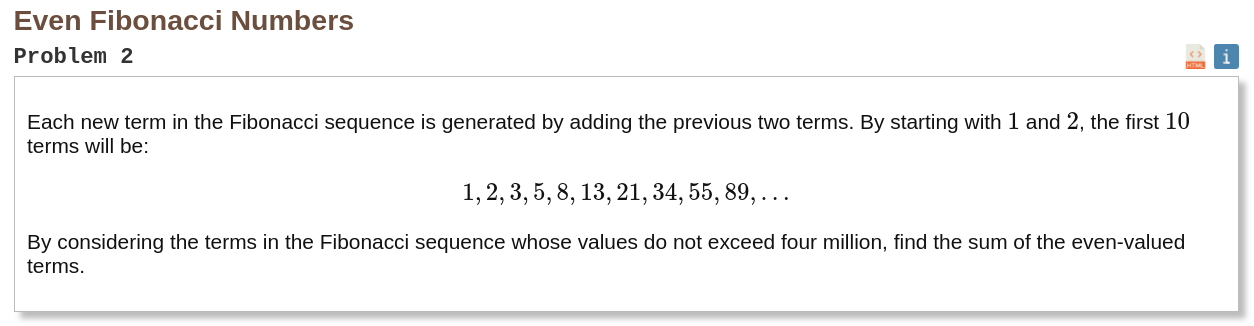 Even Fibonacci Numbers
Problem 2
<> HTML i
Each new term in the Fibonacci sequence is generated by adding the previous two terms. By starting with 1 and 2, the first 10
terms will be:
1, 2, 3, 5, 8, 13, 21, 34, 55, 89, ...
By considering the terms in the Fibonacci sequence whose values do not exceed four million, find the sum of the even-valued
terms.